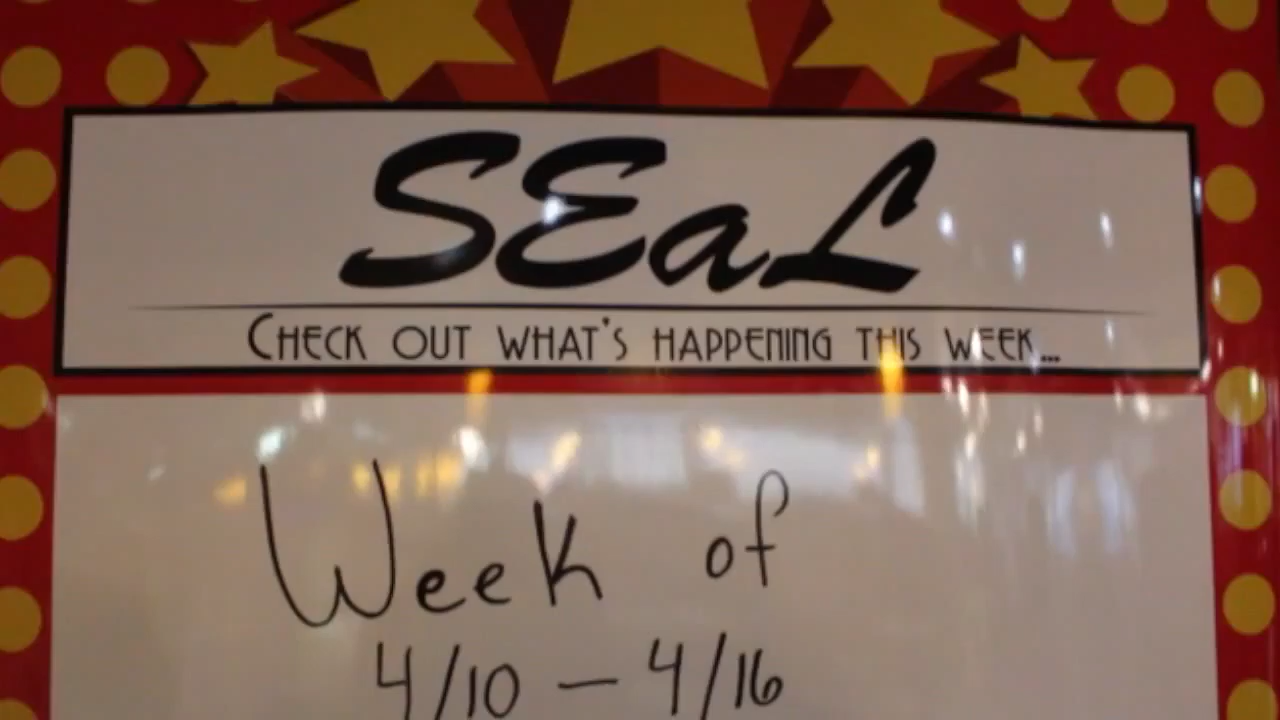 SEaL
Check out what's happening this week...
Week of
4/10 — 4/16